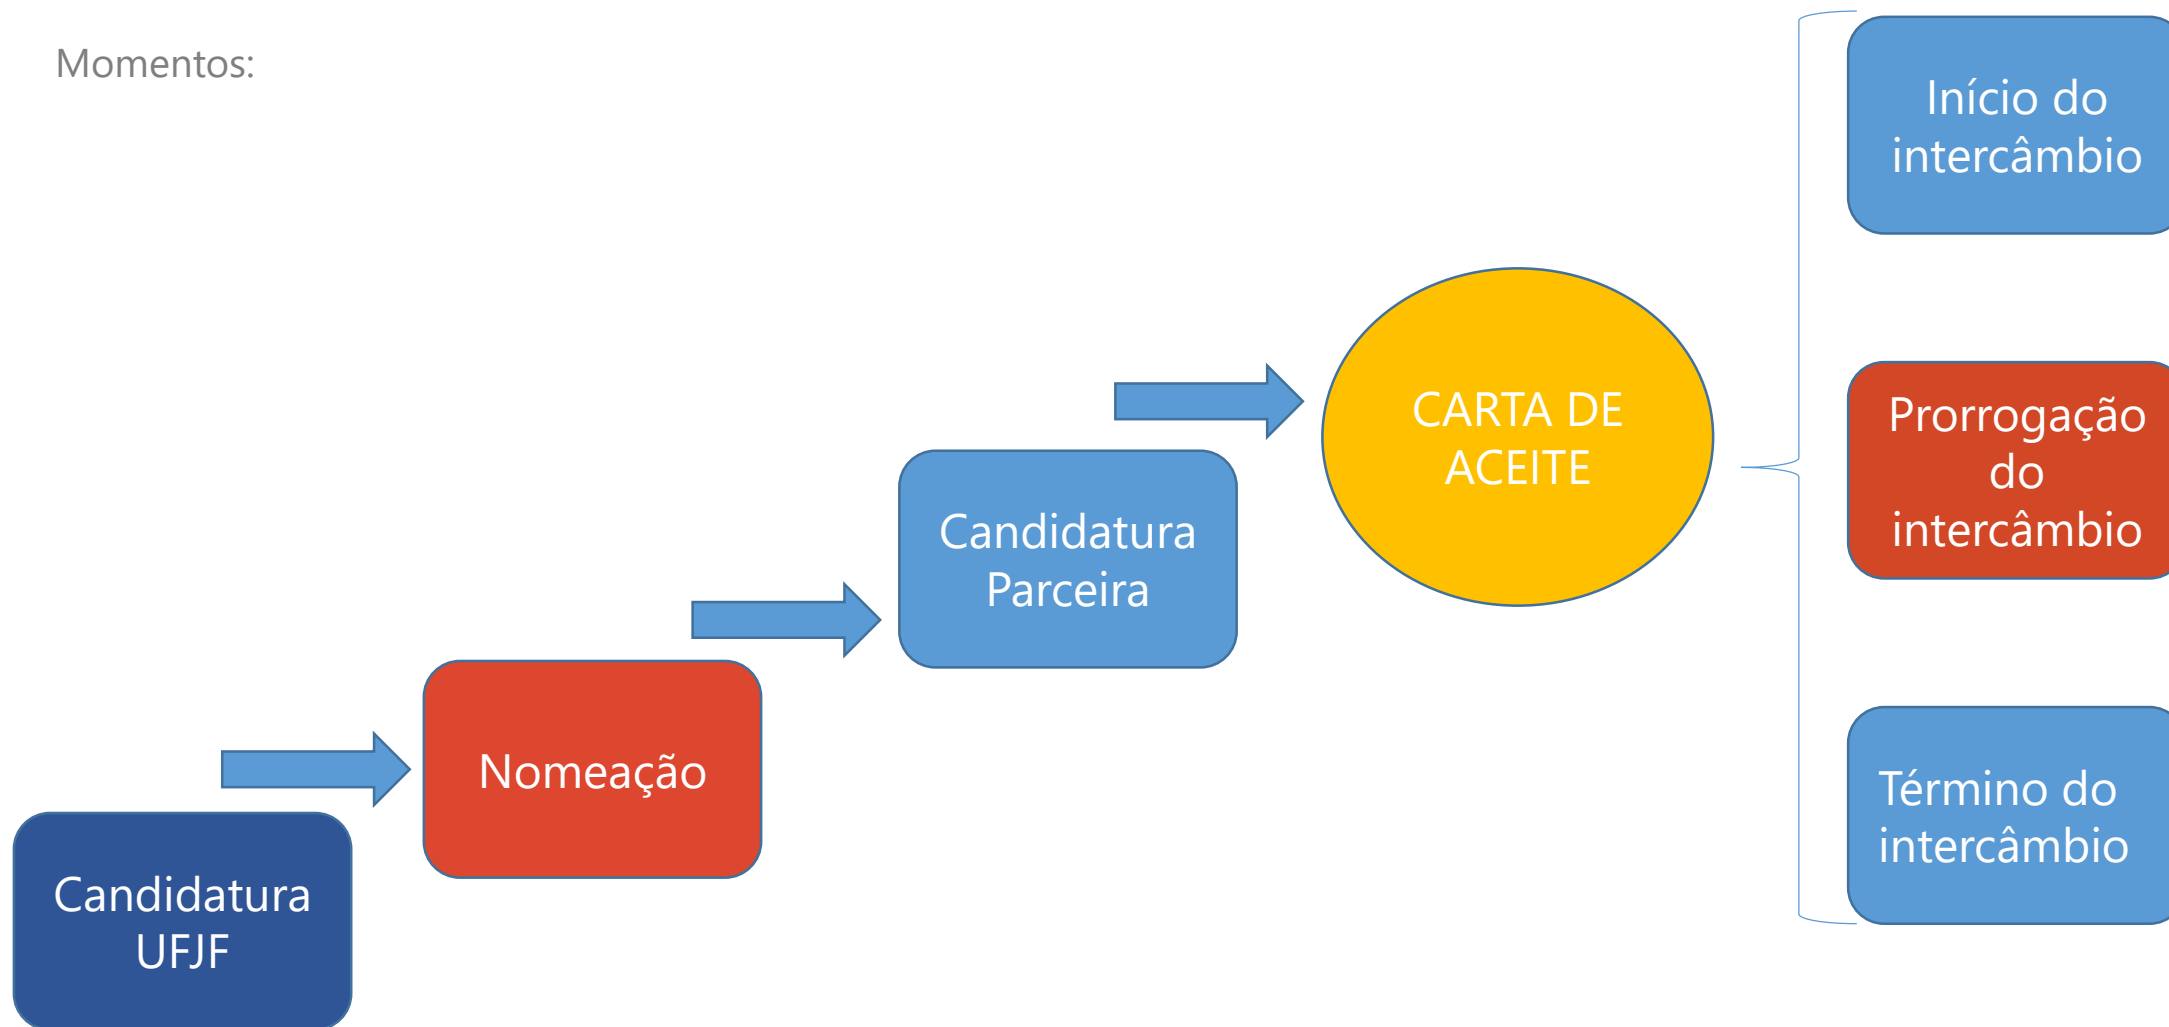 Momentos:
Candidatura
UFJF
Nomeação
Candidatura
Parceira
CARTA DE
ACEITE
Início do
intercâmbio
Prorrogação
do
intercâmbio
Término do
intercâmbio